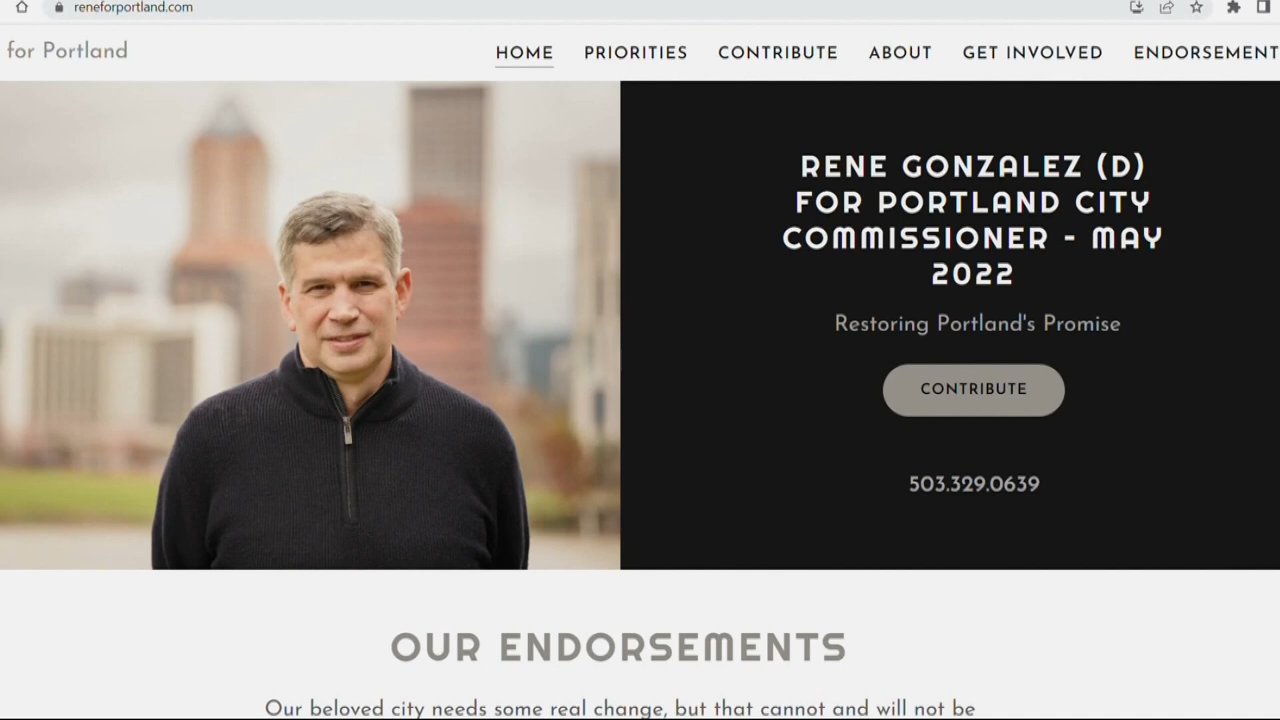 reneforportland.com
for Portland
HOME PRIORITIES CONTRIBUTE ABOUT GET INVOLVED ENDORSEMENT
RENE GONZALEZ (D)
FOR PORTLAND CITY
COMMISSIONER - MAY
2022
Restoring Portland's Promise
CONTRIBUTE
503.329.0639
OUR ENDORSEMENTS
Our beloved city needs some real change, but that cannot and will not be